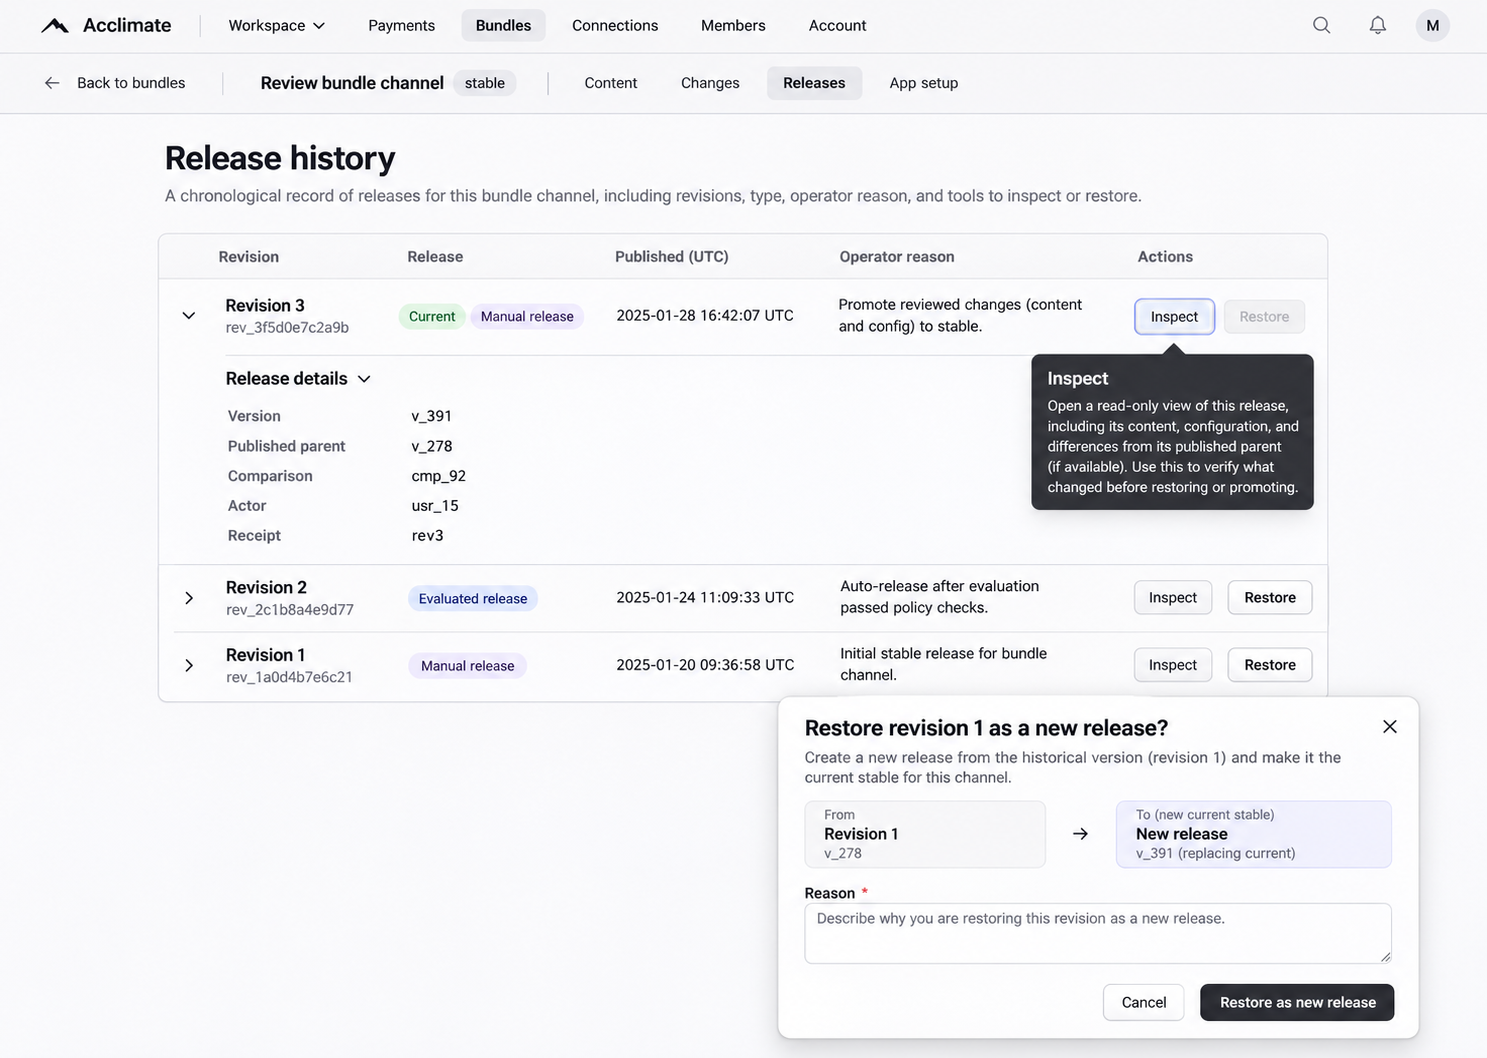 Acclimate
Workspace
Payments
Bundles
Connections
Members
Account
M
Back to bundles
Review bundle channel
stable
Content
Changes
Releases
App setup
Release history
A chronological record of releases for this bundle channel, including revisions, type, operator reason, and tools to inspect or restore.
Revision
Release
Published (UTC)
Operator reason
Actions
Revision 3
rev_3f5d0e7c2a9b
Current
Manual release
2025-01-28 16:42:07 UTC
Promote reviewed changes (content
and config) to stable.
Inspect
Restore
Release details
Version
v_391
Published parent
v_278
Comparison
cmp_92
Actor
usr_15
Receipt
rev3
Inspect
Open a read-only view of this release,
including its content, configuration, and
differences from its published parent
(if available). Use this to verify what
changed before restoring or promoting.
Revision 2
rev_2c1b8a4e9d77
Evaluated release
2025-01-24 11:09:33 UTC
Auto-release after evaluation
passed policy checks.
Inspect
Restore
Revision 1
rev_1a0d4b7e6c21
Manual release
2025-01-20 09:36:58 UTC
Initial stable release for bundle
channel.
Inspect
Restore
Restore revision 1 as a new release?
Create a new release from the historical version (revision 1) and make it the
current stable for this channel.
From
Revision 1
v_278
To (new current stable)
New release
v_391 (replacing current)
Reason *
Describe why you are restoring this revision as a new release.
Cancel
Restore as new release